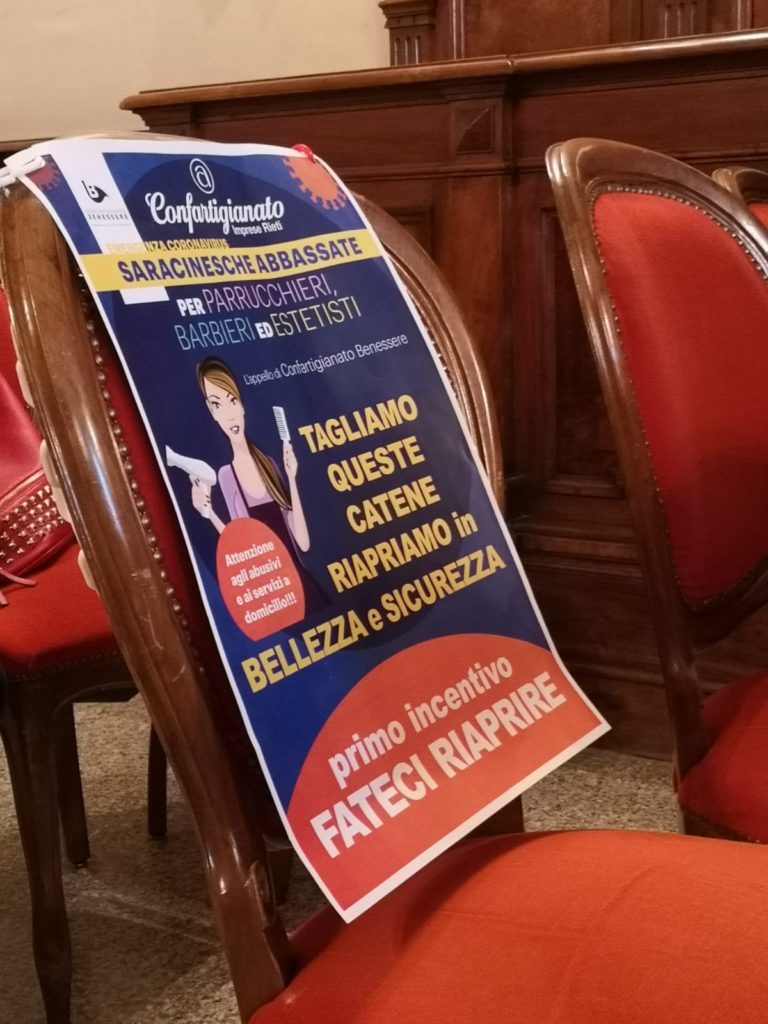 BENESSERE
Confartigianato
Imprese Rieti
EMERGENZA CORONAVIRUS
SARACINESCHE ABBASSATE
PER PARRUCCHIERI,
BARBIERI ED ESTETISTI
L'appello di Confartigianato Benessere
TAGLIAMO
QUESTE
CATENE
RIAPRIAMO in
BELLEZZA e SICUREZZA
Attenzione
agli abusivi
e ai servizi a
domicilio!!!
primo incentivo
FATECI RIAPRIRE